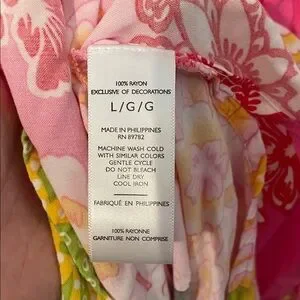 100% RAYON
EXCLUSIVE OF DECORATIONS
L/G/G
MADE IN PHILIPPINES
RN 89782
MACHINE WASH COLD
WITH SIMILAR COLORS
GENTLE CYCLE
DO NOT BLEACH
LINE DRY
COOL IRON
FABRIQUÉ EN PHILIPPINES
100% RAYONNE
GARNITURE NON COMPRISE